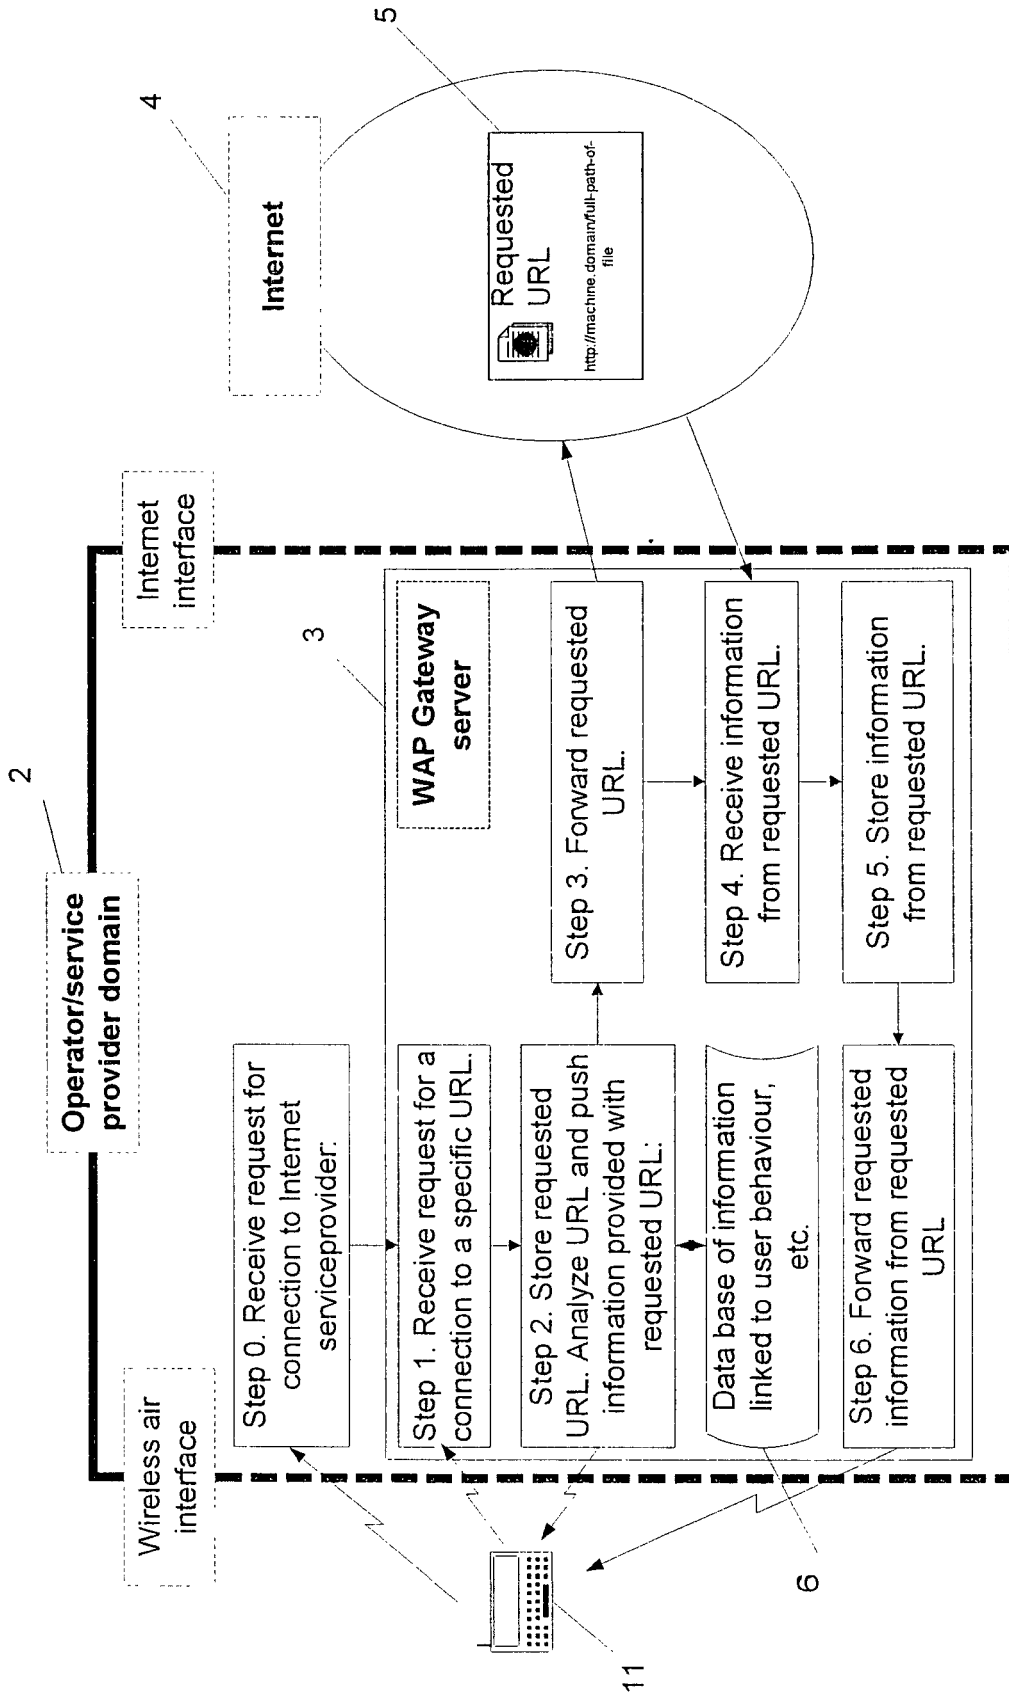 2
Operator/service
provider domain
Wireless air
interface
Internet
interface
4
Internet
5
Requested
URL
http://machine.domain/full-path-of-
file
3
WAP Gateway
server
Step 0. Receive request for
connection to Internet
serviceprovider:
Step 1. Receive request for a
connection to a specific URL.
Step 2. Store requested
URL. Analyze URL and push
information provided with
requested URL:
Step 3. Forward requested
URL.
Step 4. Receive information
from requested URL.
Step 5. Store information
from requested URL.
Data base of information
linked to user behaviour,
etc.
Step 6. Forward requested
information from requested
URL
6
11